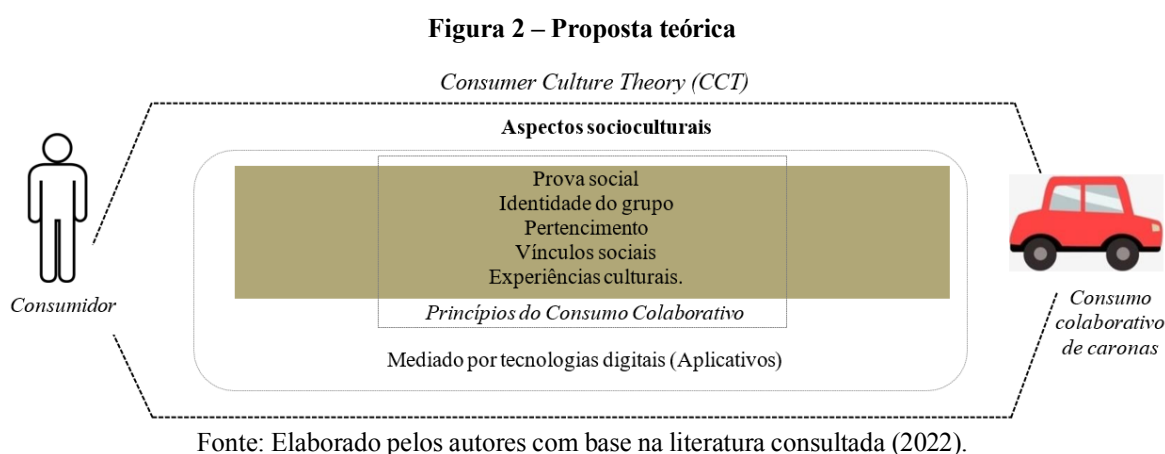 Figura 2 – Proposta teórica
Consumer Culture Theory (CCT)
Aspectos socioculturais
Prova social
Identidade do grupo
Pertencimento
Vínculos sociais
Experiências culturais.
Princípios do Consumo Colaborativo
Mediado por tecnologias digitais (Aplicativos)
Consumidor
Consumo
colaborativo
de caronas
Fonte: Elaborado pelos autores com base na literatura consultada (2022).